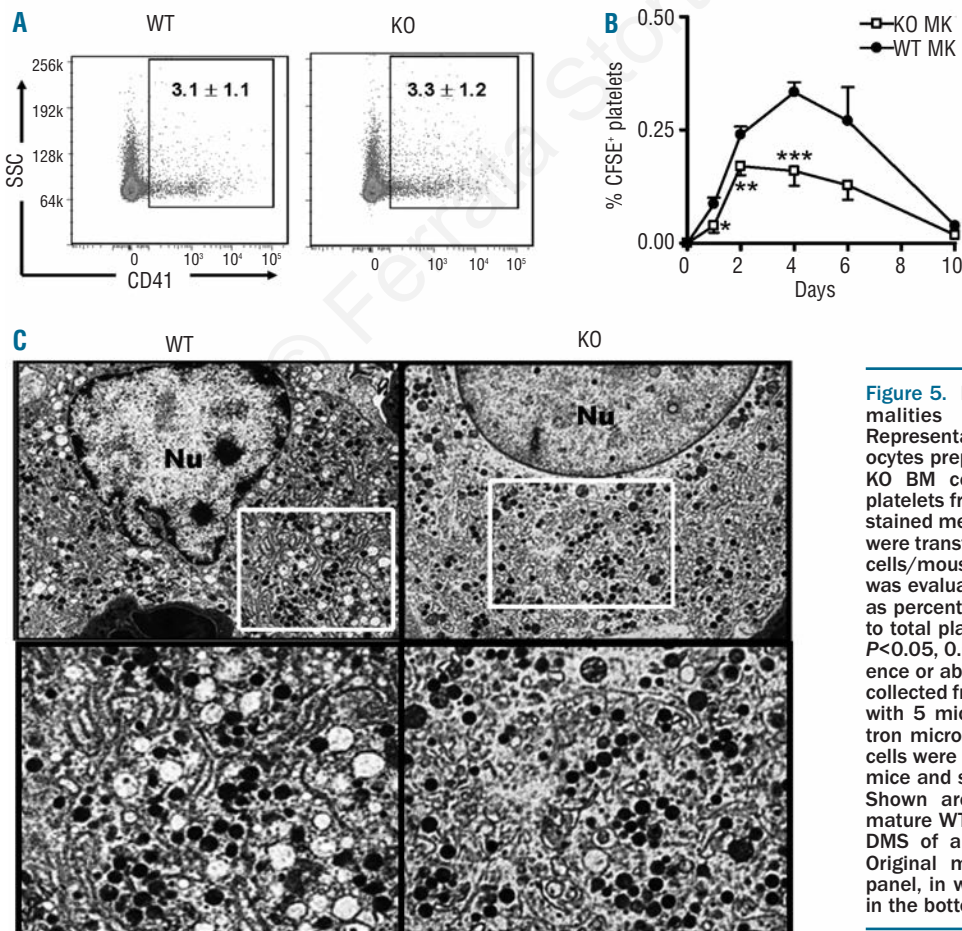 A
WT
KO
256k
192k
128k
64k
SSC
3.1 ± 1.1
3.3 ± 1.2
0 10³ 10⁴ 10⁵
0 10³ 10⁴ 10⁵
CD41
B
KO MK
WT MK
% CFSE⁺ platelets
0.50
0.25
0.00
*
**
***
0 2 4 6 8 10
Days
C
WT
KO
Nu
Nu
© Ferrata
Figure 5.
malities
Representa
ocytes prep
KO BM c
platelets fr
stained me
were transf
cells/mous
was evalua
as percent
to total pla
P<0.05, 0.
ence or ab
collected fr
with 5 mic
tron micro
cells were
mice and s
Shown are
mature WT
DMS of a
Original m
panel, in w
in the botto